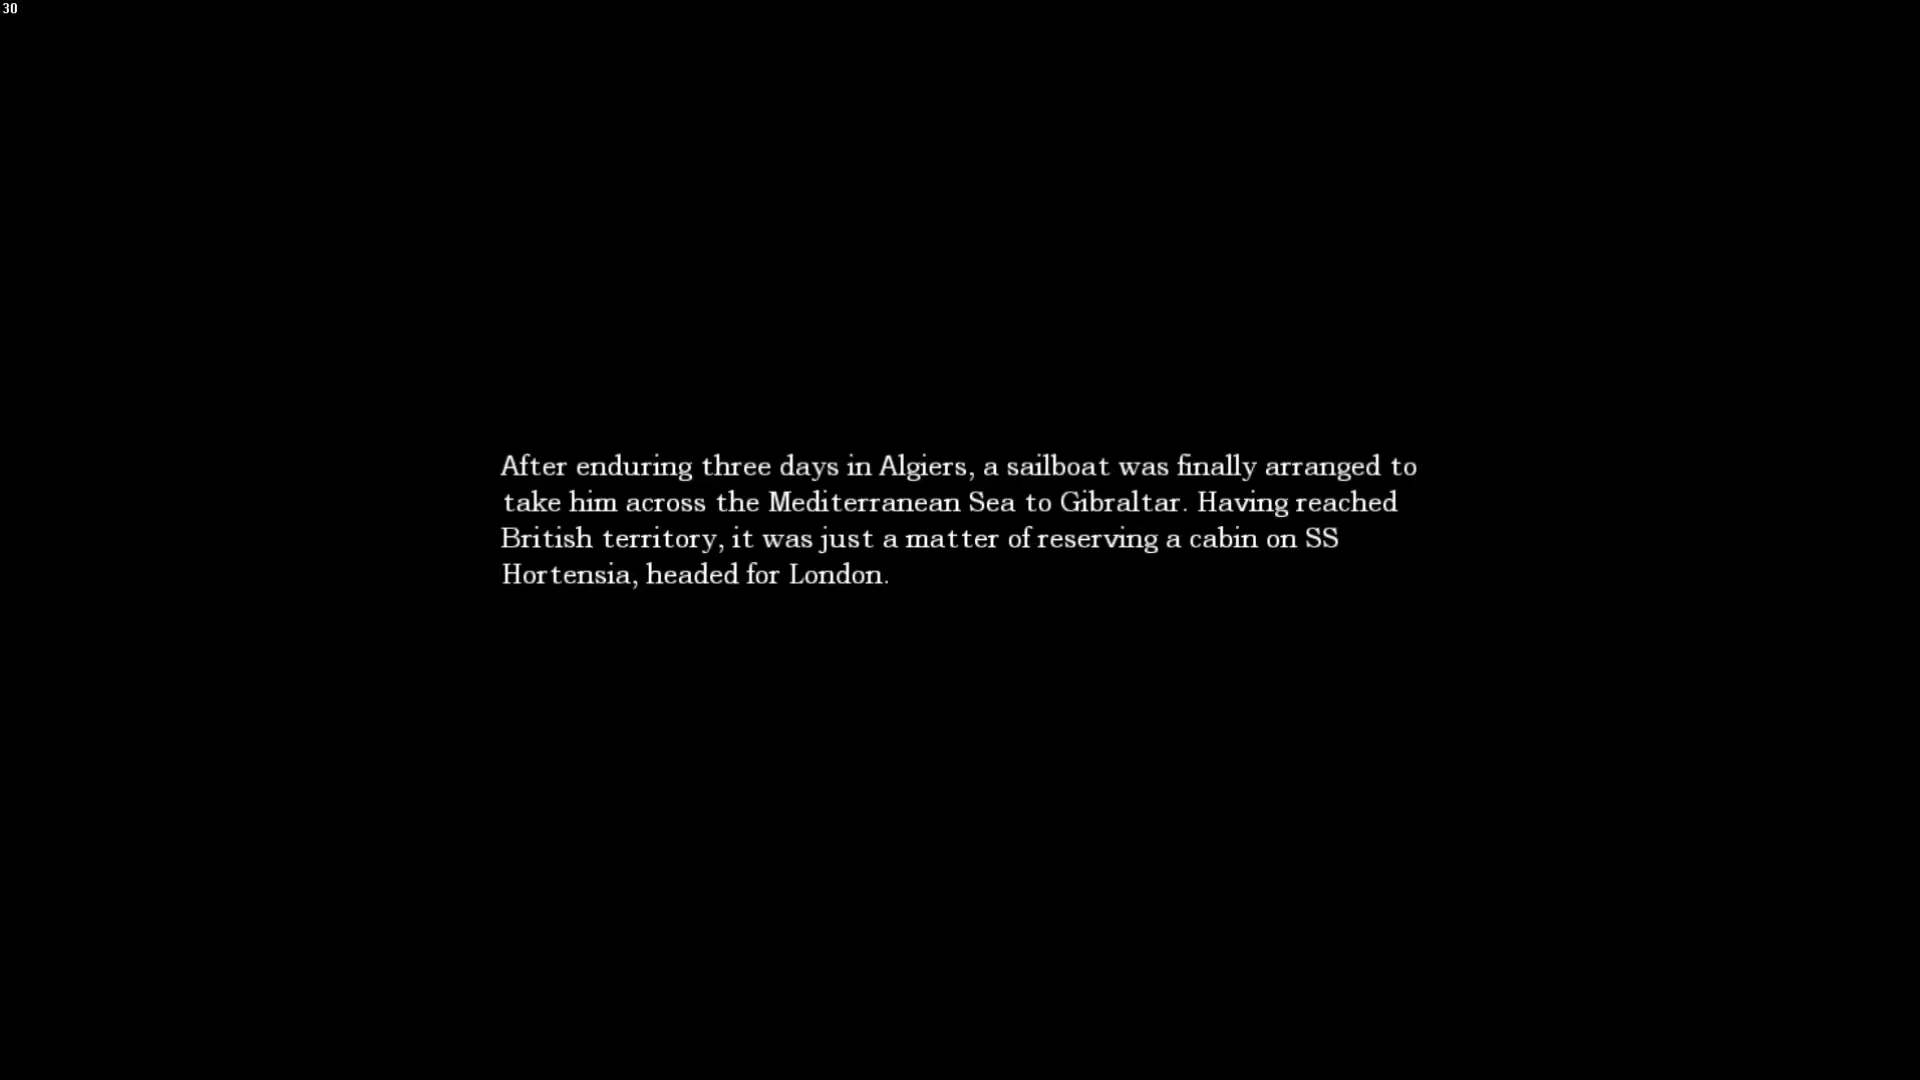 30
After enduring three days in Algiers, a sailboat was finally arranged to
take him across the Mediterranean Sea to Gibraltar. Having reached
British territory, it was just a matter of reserving a cabin on SS
Hortensia, headed for London.